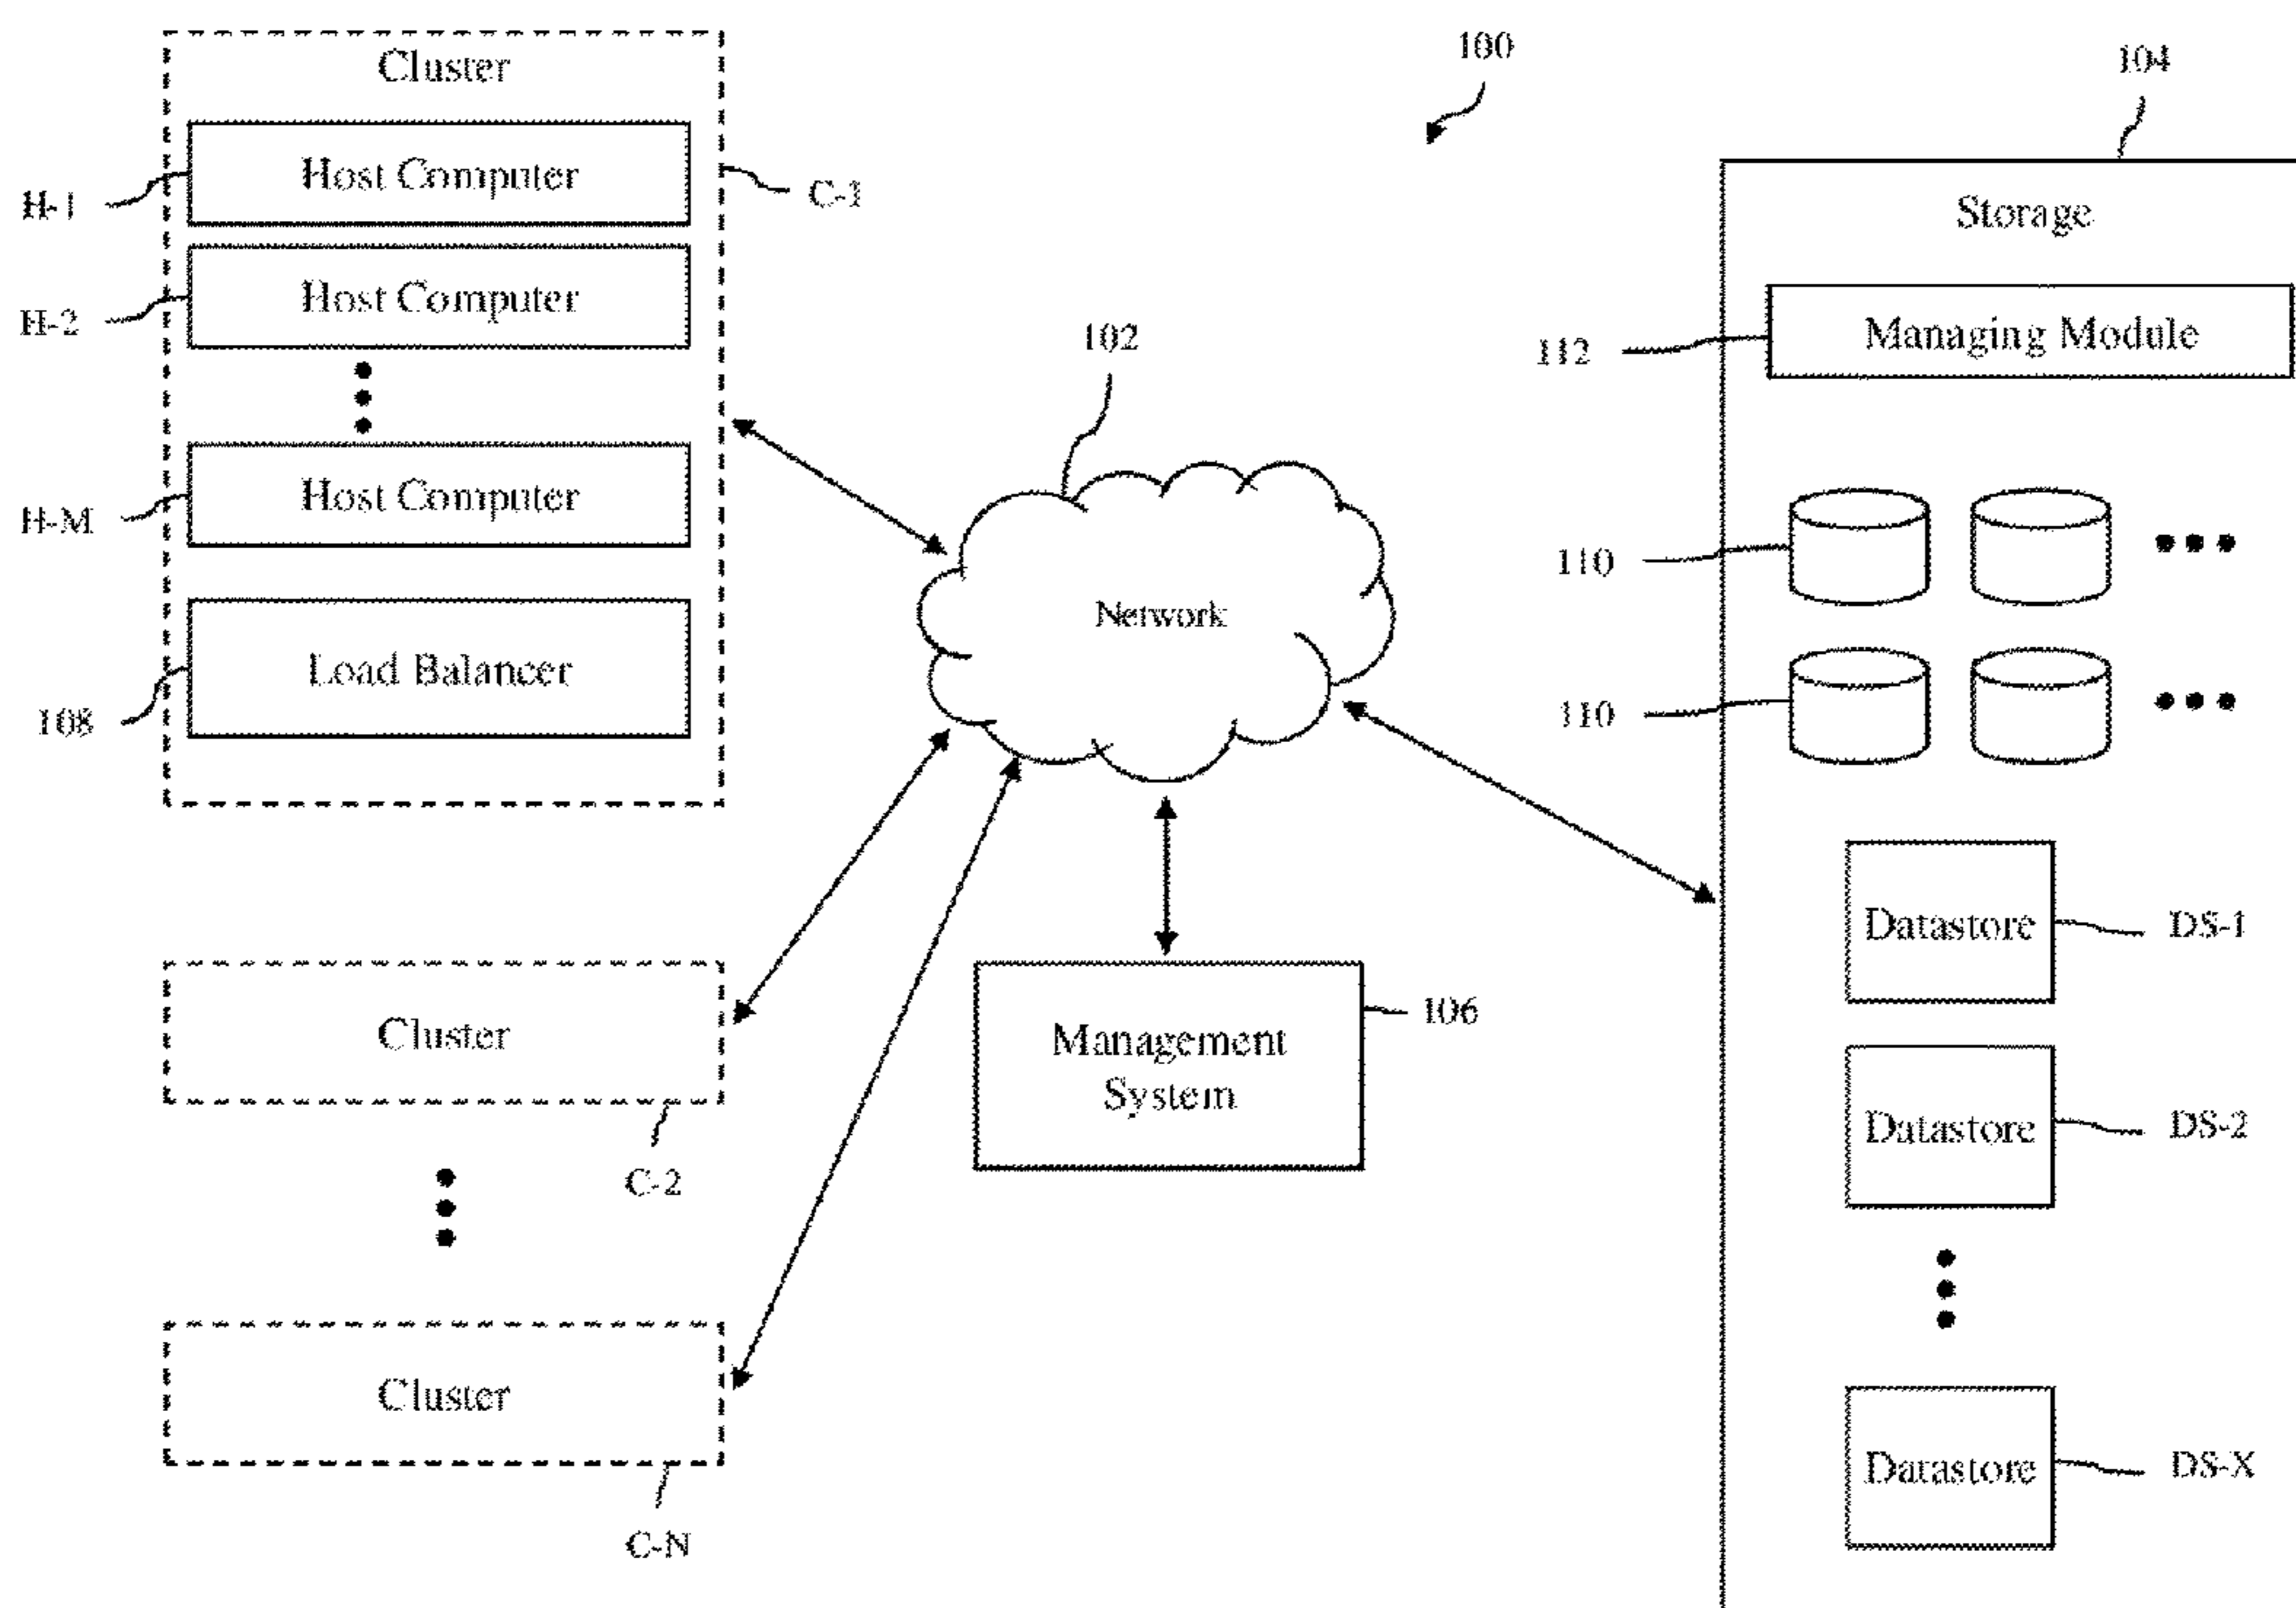 Cluster
Host Computer
H-1
C-1
Host Computer
H-2
Host Computer
H-M
Load Balancer
108
Cluster
C-2
Cluster
C-N
100
102
Network
Management
System
106
104
Storage
Managing Module
112
110
110
Datastore
DS-1
Datastore
DS-2
Datastore
DS-X